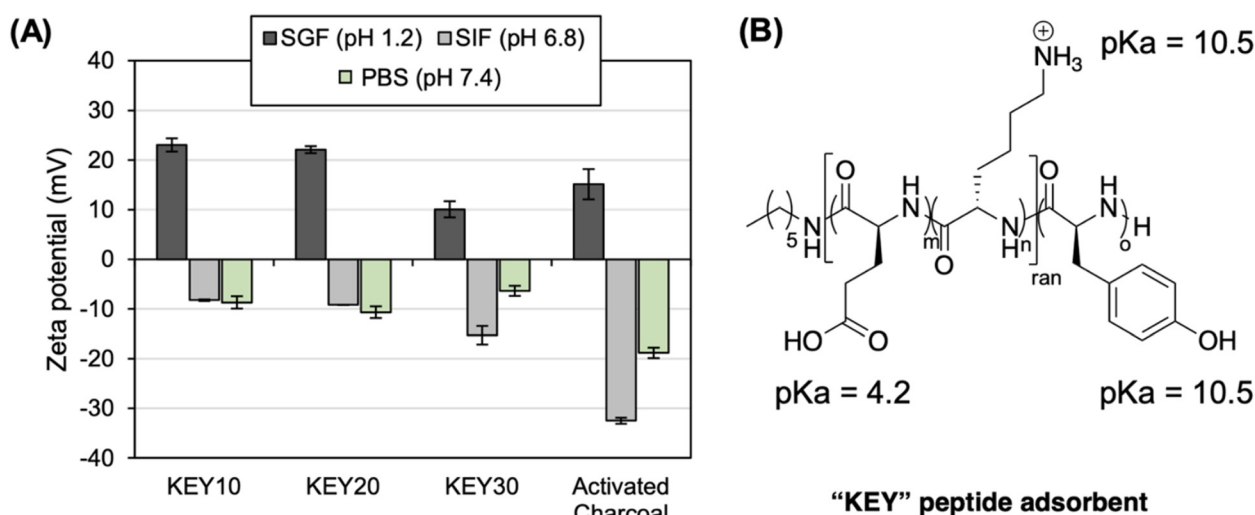 (A)
SGF (pH 1.2) SIF (pH 6.8)
PBS (pH 7.4)
Zeta potential (mV)
40
30
20
10
0
-10
-20
-30
-40
KEY10 KEY20 KEY30 Activated
Charcoal
(B)
NH3 pKa = 10.5
O H O H
N N
5 N H m O N H n ran o H
HO O OH
pKa = 4.2 pKa = 10.5
“KEY” peptide adsorbent